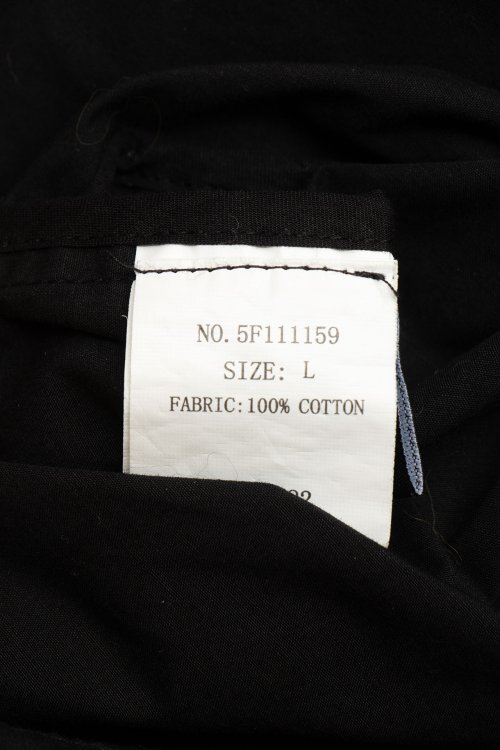 NO. 5F111159
SIZE: L
FABRIC:100% COTTON